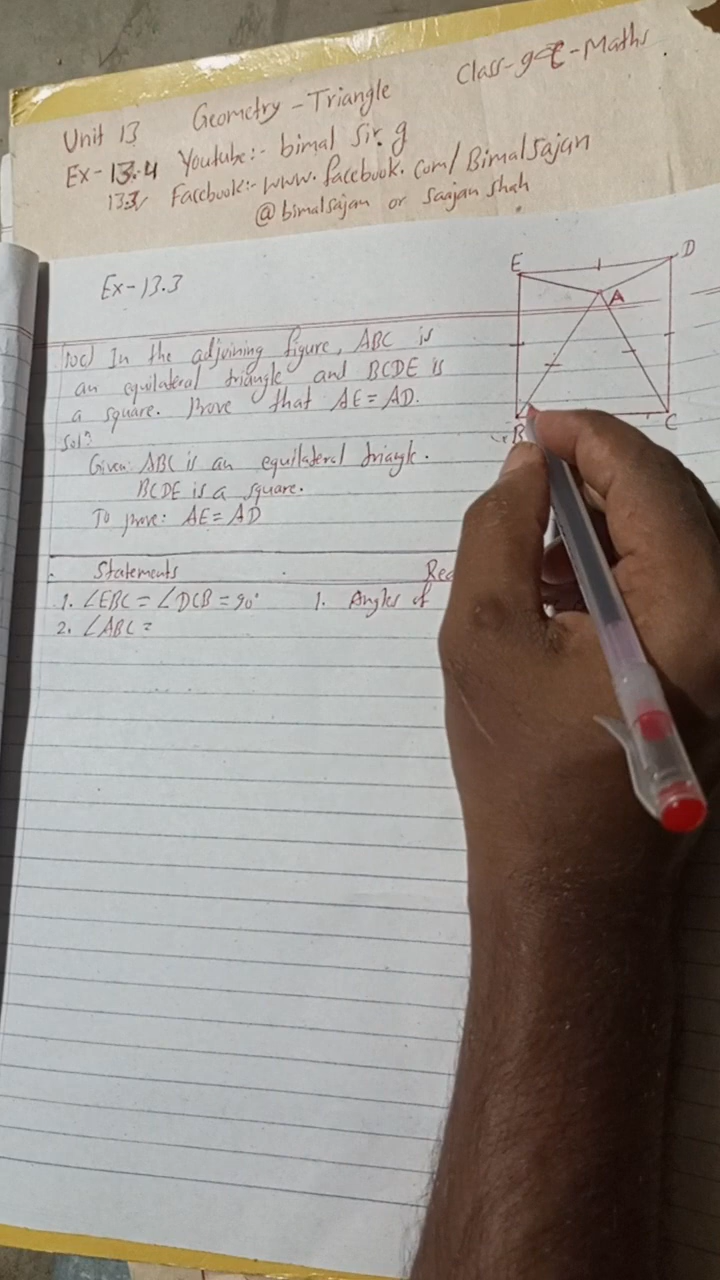 Unit 13 Geometry - Triangle Class-9 - Maths
Ex-13.4 Youtube:- bimal Sir. g
13.3/ Facebook:- www.facebook.com/Bimalsajan
@bimalsajan or Saajan Shah
Ex-13.3
E
D
A
B
C
10c) In the adjoining figure, ABC is
an equilateral triangle and BCDE is
a square. Prove that AE = AD.
Solⁿ
Given: ABC is an equilateral triangle.
BCDE is a square.
To prove: AE = AD
Statements
1. ∠EBC = ∠DCB = 90° 1. Angles of
2. ∠ABC =